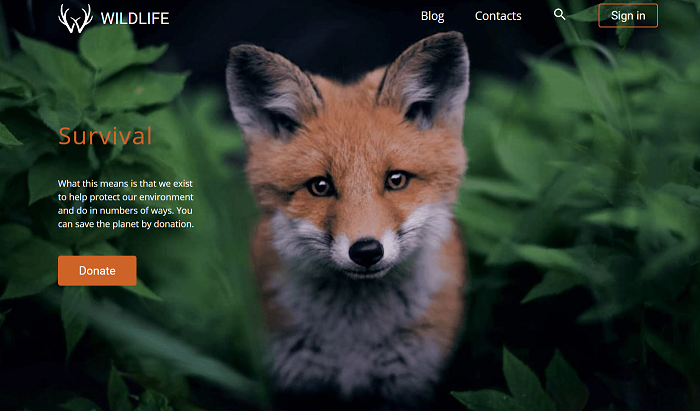 WILDLIFE
Blog
Contacts
Sign in
Survival
What this means is that we exist
to help protect our environment
and do in numbers of ways. You
can save the planet by donation.
Donate